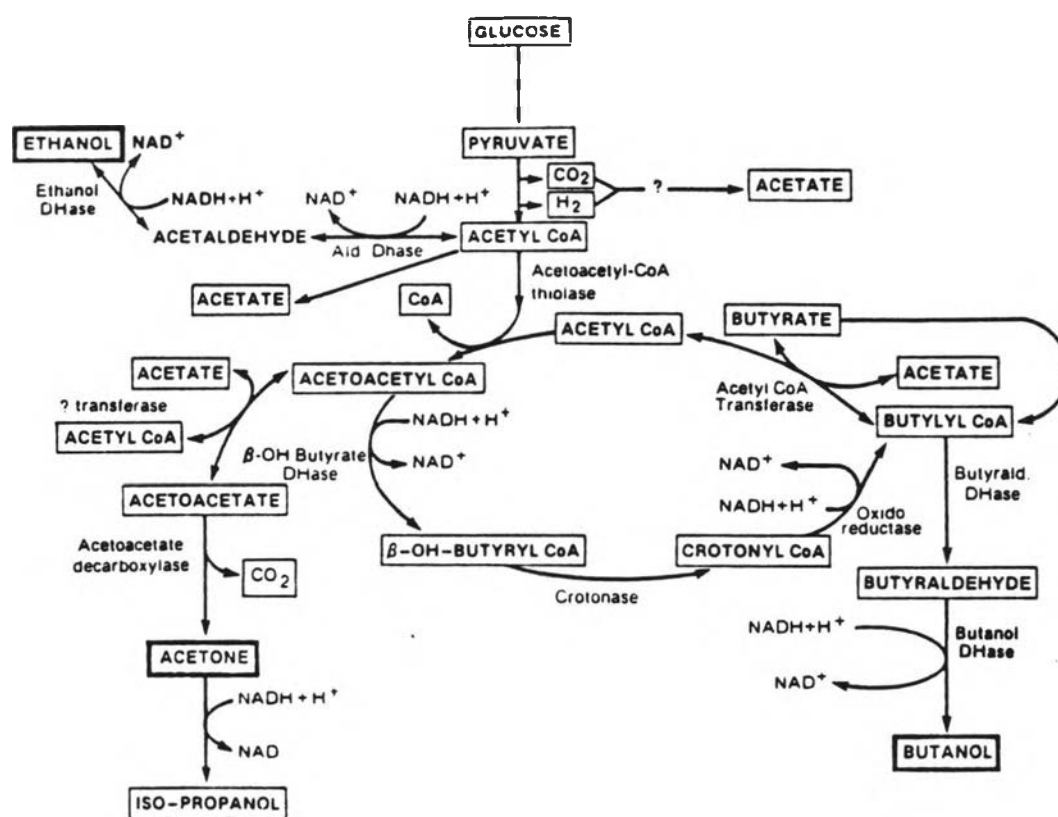 GLUCOSE
ETHANOL NAD+
PYRUVATE
Ethanol
DHase
CO2
?
ACETATE
NADH+H+
NAD+
NADH+H+
H2
ACETALDEHYDE
Ald Dhase
ACETYL CoA
Acetoacetyl-CoA
thiolase
ACETATE
CoA
ACETYL CoA
BUTYRATE
ACETATE
ACETOACETYL CoA
Acetyl CoA
Transferase
ACETATE
? transferase
ACETYL CoA
NADH+H+
BUTYLYL CoA
β-OH Butyrate
DHase
NAD+
NAD+
Butyrald.
DHase
ACETOACETATE
NADH+H+
Oxido
reductase
Acetoacetate
decarboxylase
β-OH-BUTYRYL CoA
CROTONYL CoA
CO2
Crotonase
BUTYRALDEHYDE
NADH+H+
Butanol
DHase
ACETONE
NAD+
NADH+H+
NAD
BUTANOL
ISO-PROPANOL